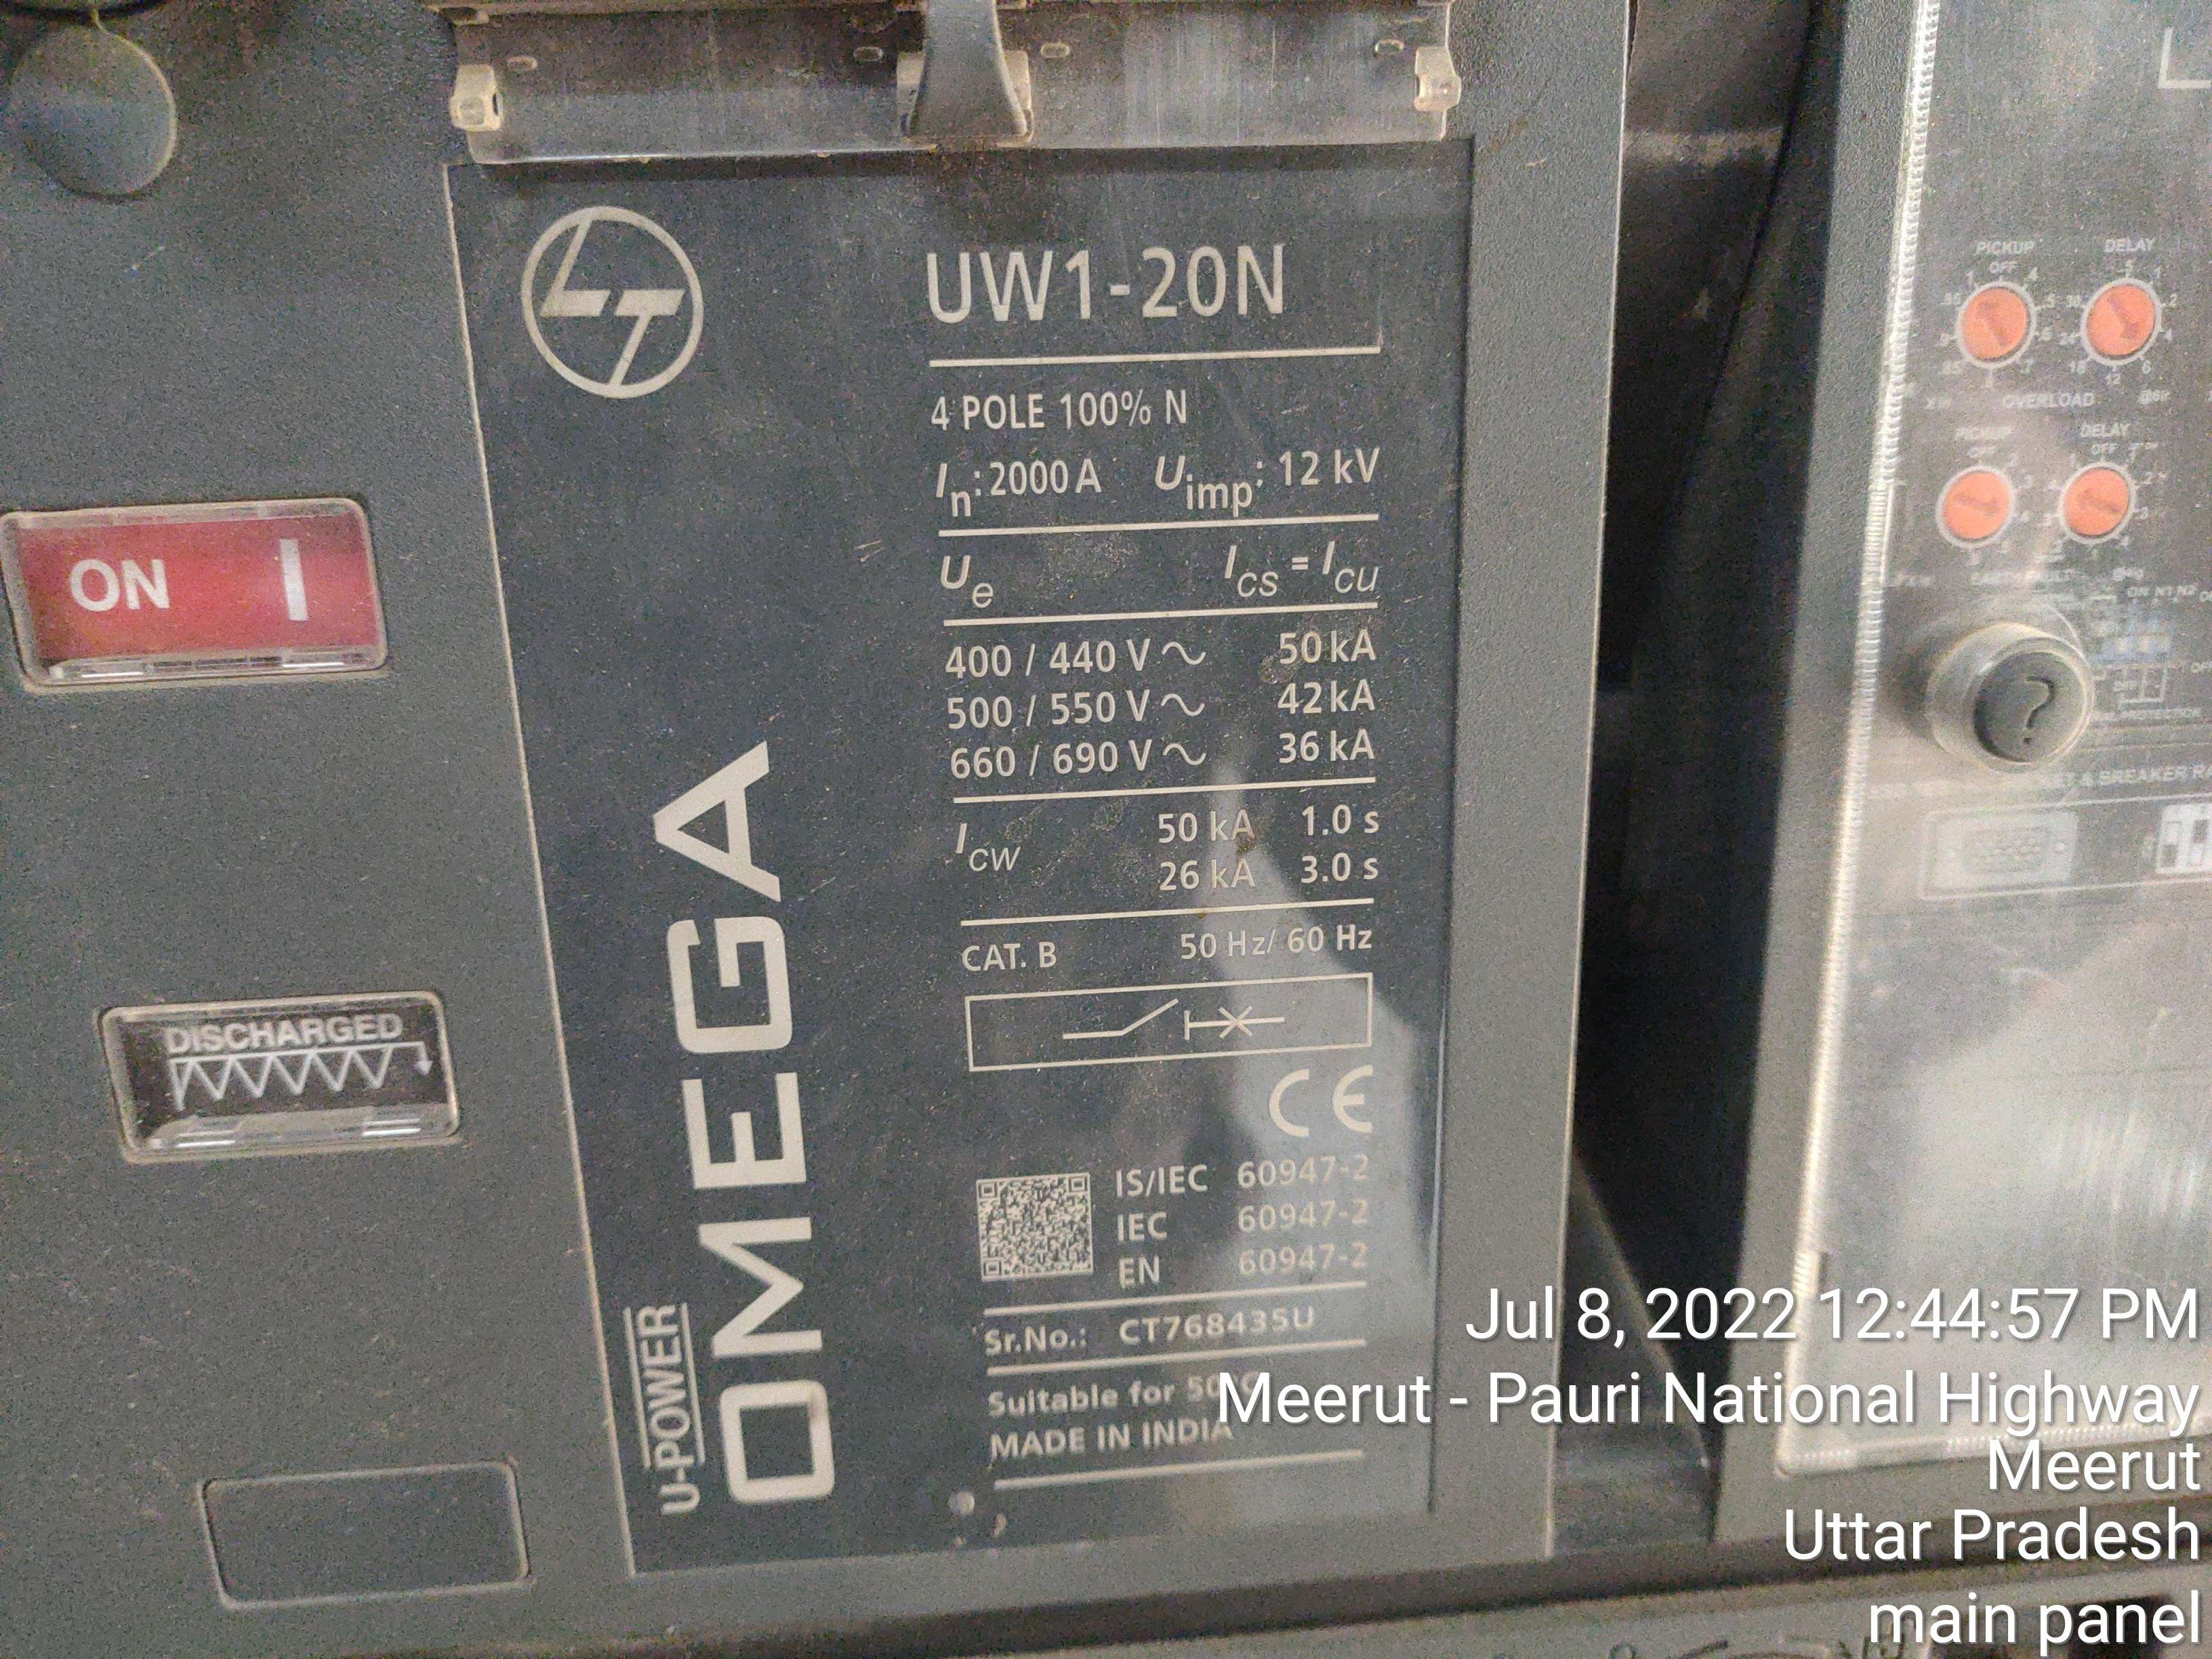 LT
UW1-20N
4 POLE 100% N
In: 2000 A Uimp: 12 kV
Ue Ics = Icu
400 / 440 V ~ 50 kA
500 / 550 V ~ 42 kA
660 / 690 V ~ 36 kA
Icw 50 kA 1.0 s
26 kA 3.0 s
CAT. B 50 Hz/ 60 Hz
CE
IS/IEC 60947-2
IEC 60947-2
EN 60947-2
Sr.No.: CT768435U
Suitable for
MADE IN INDIA
U-POWER
OMEGA
ON I
DISCHARGED
PICKUP DELAY
OFF
OVERLOAD
PICKUP DELAY
OFF
?
Jul 8, 2022 12:44:57 PM
Meerut - Pauri National Highway
Meerut
Uttar Pradesh
main panel